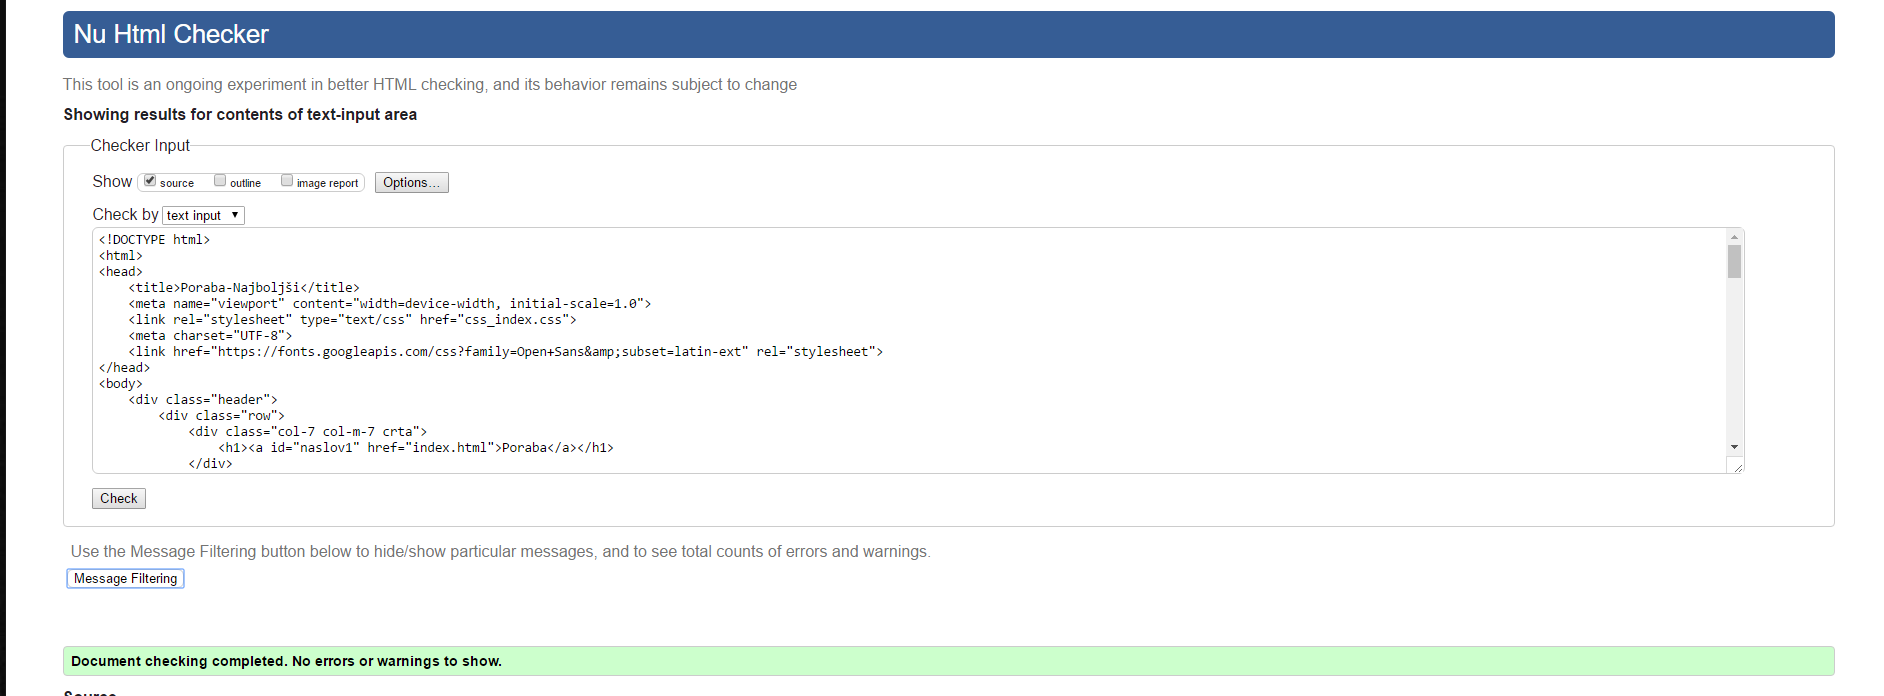 Nu Html Checker
This tool is an ongoing experiment in better HTML checking, and its behavior remains subject to change
Showing results for contents of text-input area
Checker Input
Show source outline image report Options...
Check by text input
<!DOCTYPE html>
<html>
<head>
    <title>Poraba-Najboljši</title>
    <meta name="viewport" content="width=device-width, initial-scale=1.0">
    <link rel="stylesheet" type="text/css" href="css_index.css">
    <meta charset="UTF-8">
    <link href="https://fonts.googleapis.com/css?family=Open+Sans&amp;subset=latin-ext" rel="stylesheet">
</head>
<body>
    <div class="header">
        <div class="row">
            <div class="col-7 col-m-7 crta">
                <h1><a id="naslov1" href="index.html">Poraba</a></h1>
            </div>
Check
Use the Message Filtering button below to hide/show particular messages, and to see total counts of errors and warnings.
Message Filtering
Document checking completed. No errors or warnings to show.
Source